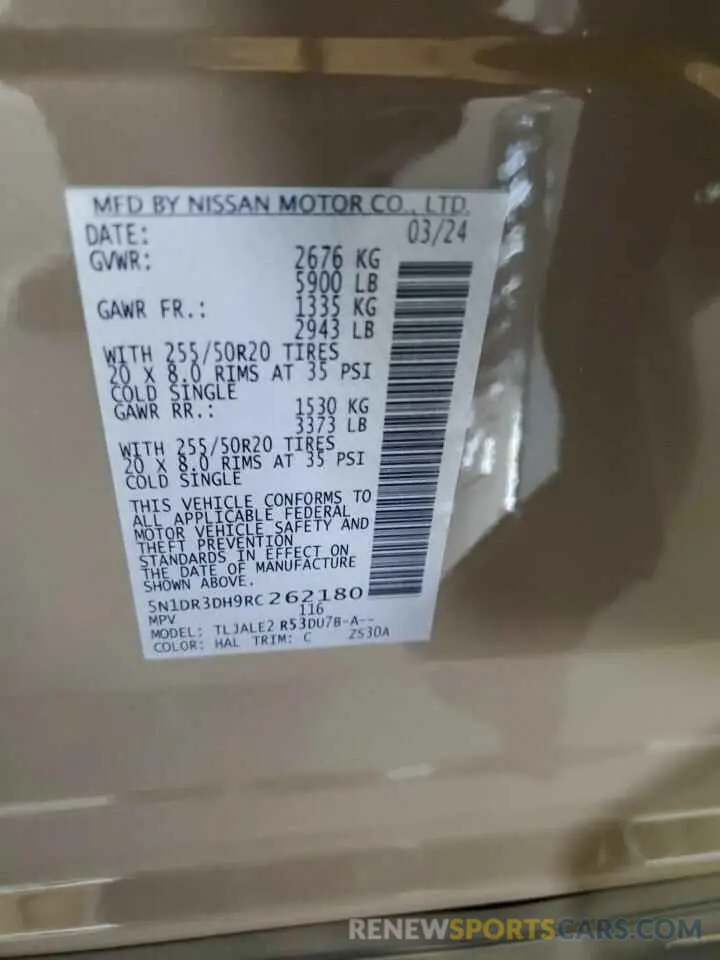 MFD BY NISSAN MOTOR CO., LTD.
DATE: 03/24
GVWR: 2676 KG
5900 LB
GAWR FR.: 1335 KG
2943 LB
WITH 255/50R20 TIRES
20 X 8.0 RIMS AT 35 PSI
COLD SINGLE
GAWR RR.: 1530 KG
3373 LB
WITH 255/50R20 TIRES
20 X 8.0 RIMS AT 35 PSI
COLD SINGLE
THIS VEHICLE CONFORMS TO
ALL APPLICABLE FEDERAL
MOTOR VEHICLE SAFETY AND
THEFT PREVENTION
STANDARDS IN EFFECT ON
THE DATE OF MANUFACTURE
SHOWN ABOVE.
5N1DR3DH9RC262180
MPV 116
MODEL: TLJALE2 R53DU7B-A--
COLOR: HAL TRIM: C ZS30A
RENEWSPORTSCARS.COM